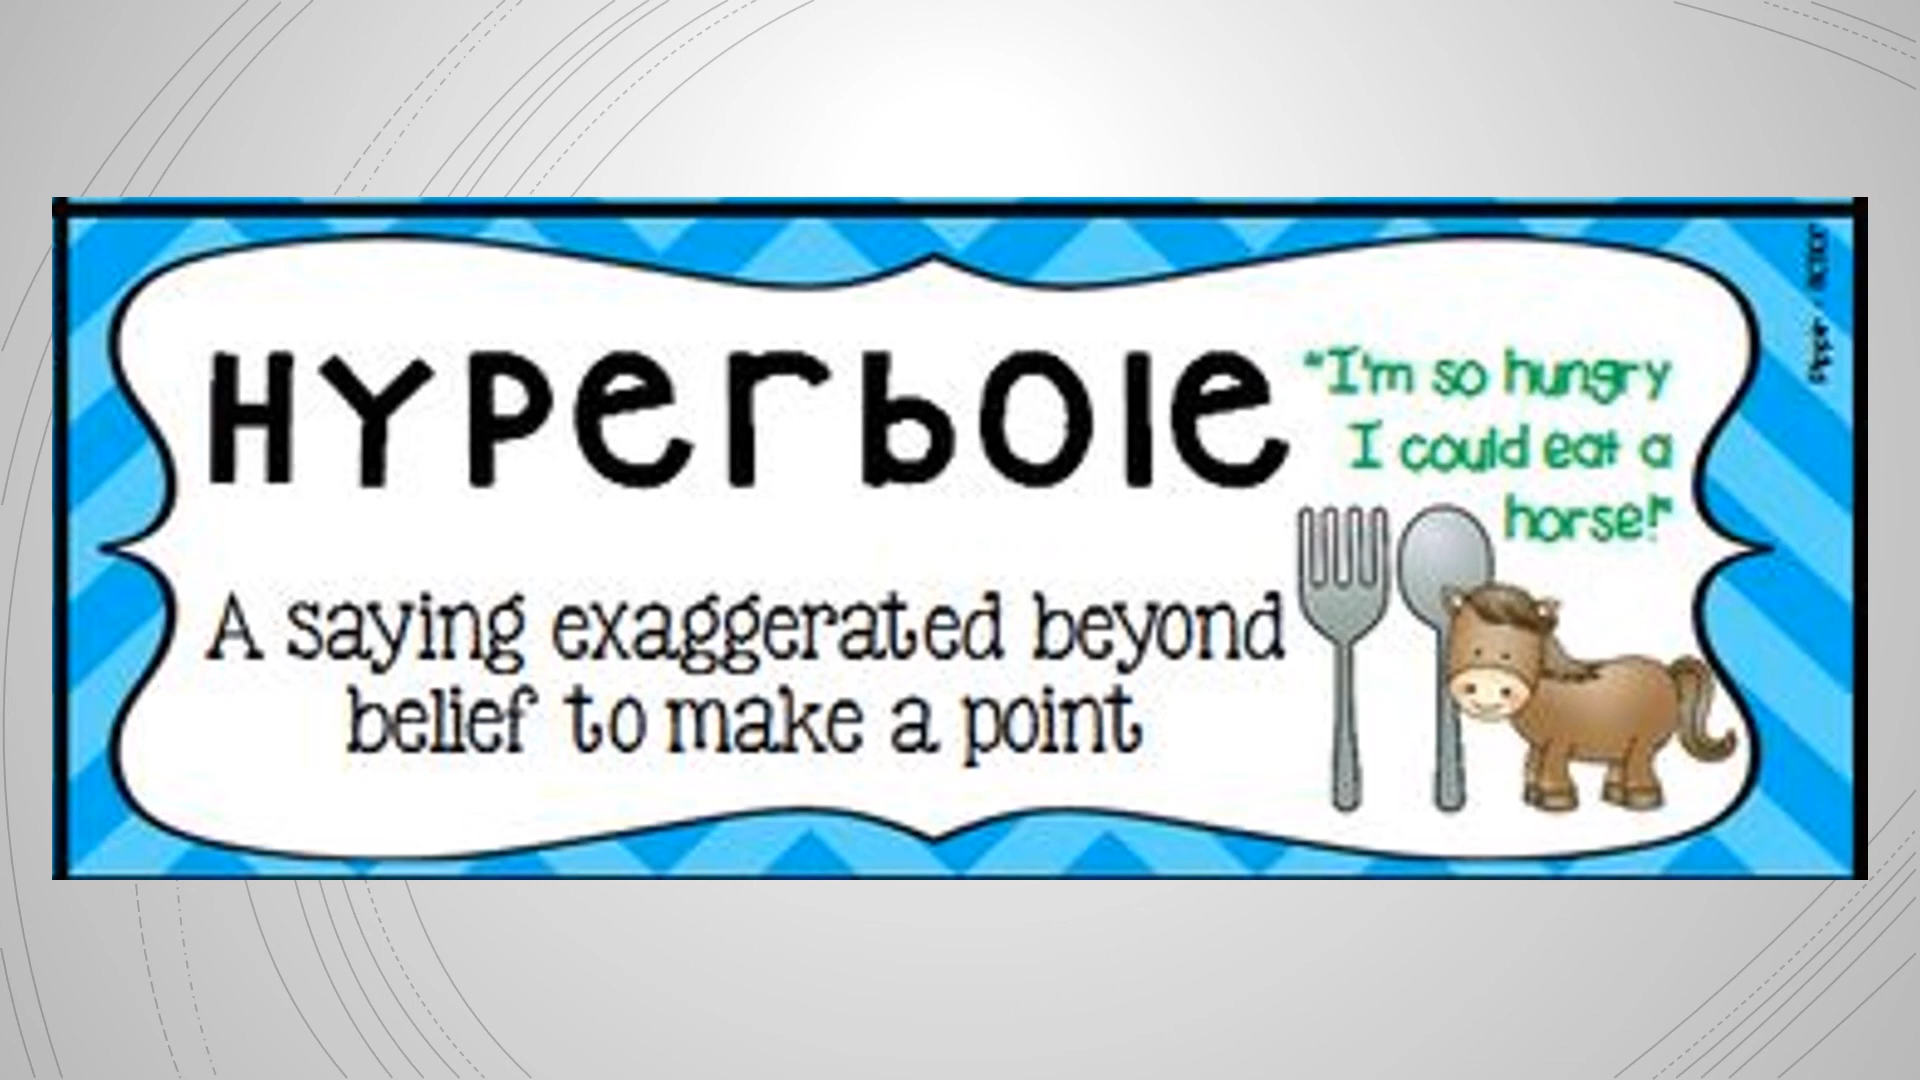 HYPerbole
"I'm so hungry
I could eat a
horse!"
A saying exaggerated beyond
belief to make a point